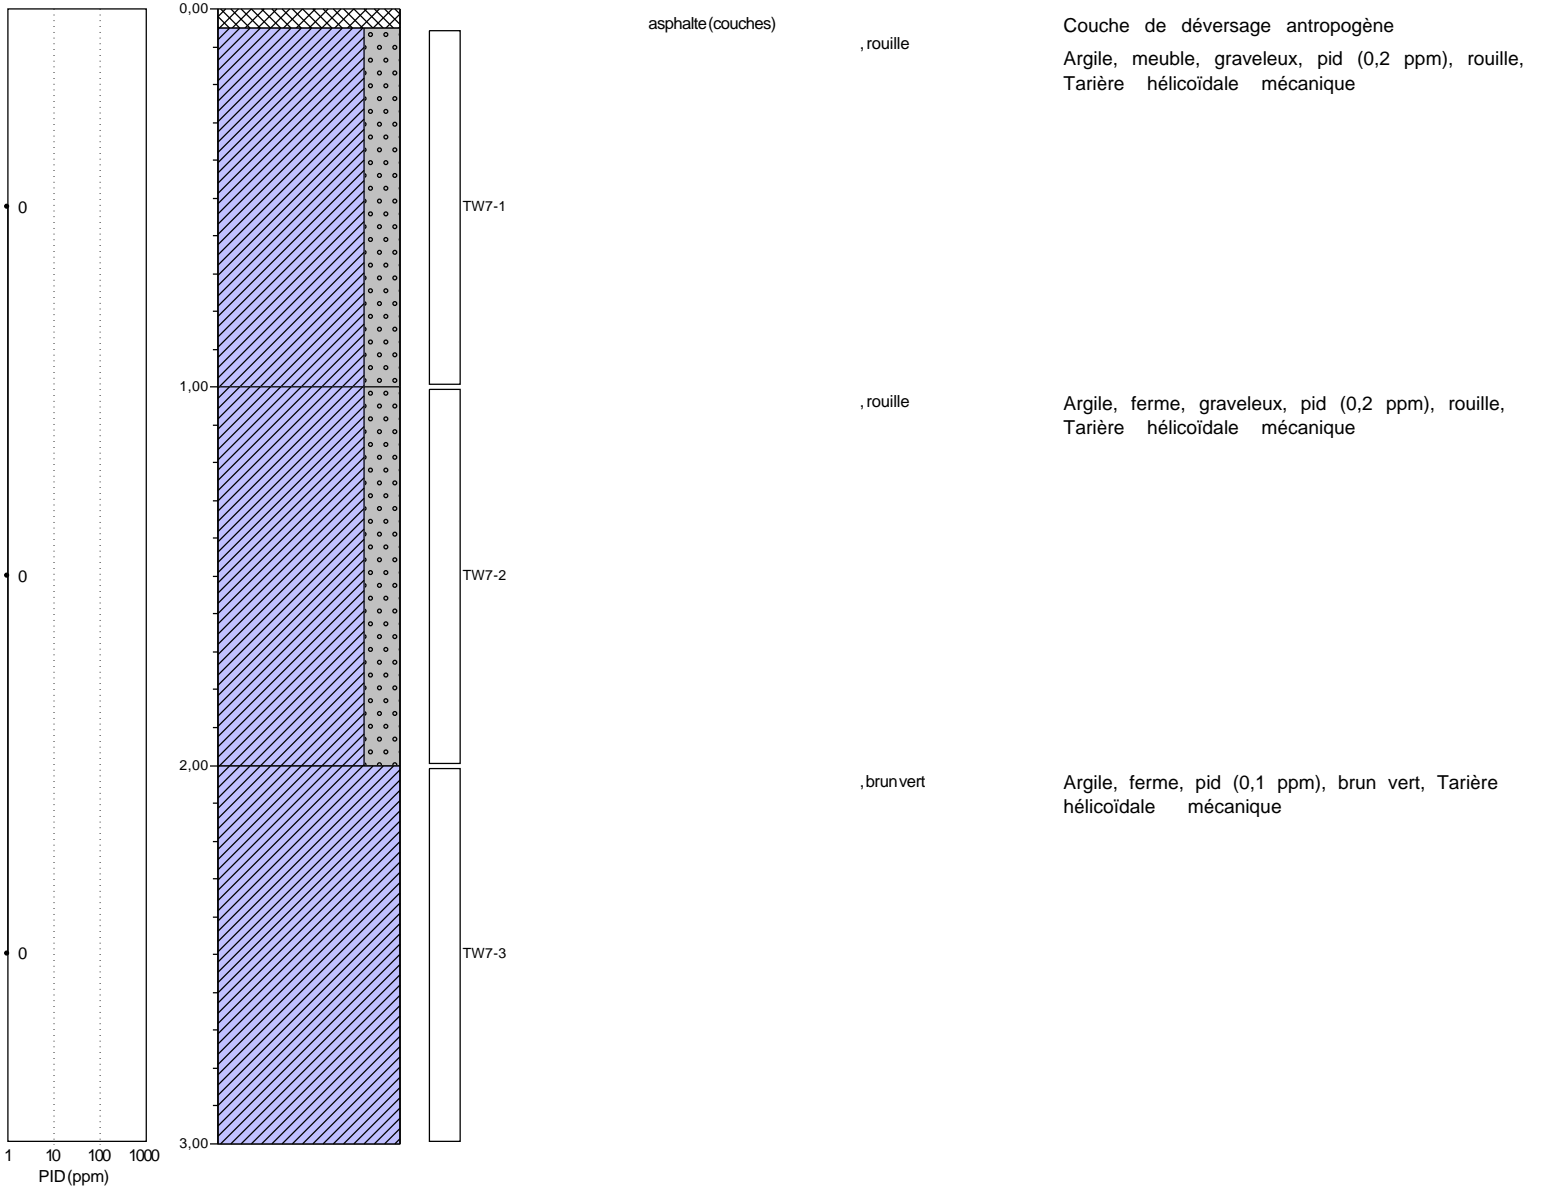 0,00
asphalte (couches)
Couche de déversage antropogène
, rouille
Argile, meuble, graveleux, pid (0,2 ppm), rouille,
Tarière hélicoïdale mécanique
0
TW7-1
1,00
, rouille
Argile, ferme, graveleux, pid (0,2 ppm), rouille,
Tarière hélicoïdale mécanique
0
TW7-2
2,00
, brun vert
Argile, ferme, pid (0,1 ppm), brun vert, Tarière
hélicoïdale mécanique
0
TW7-3
3,00
1 10 100 1000
PID (ppm)